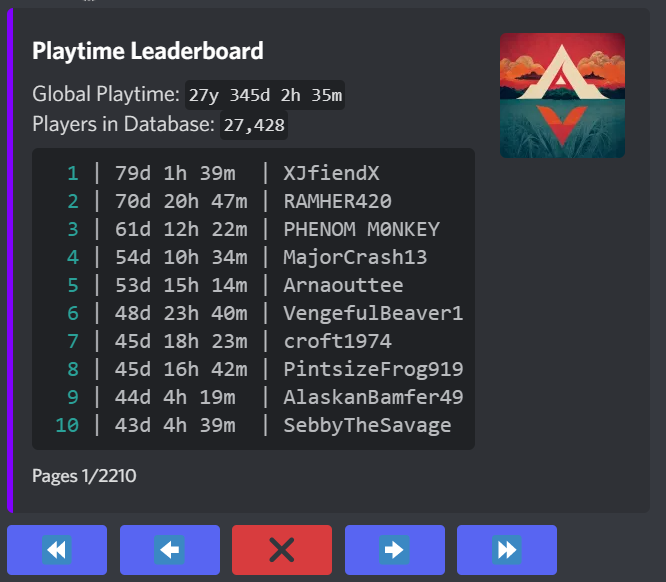 Playtime Leaderboard
Global Playtime: 27y 345d 2h 35m
Players in Database: 27,428
1 | 79d 1h 39m | XJfiendX
2 | 70d 20h 47m | RAMHER420
3 | 61d 12h 22m | PHENOM M0NKEY
4 | 54d 10h 34m | MajorCrash13
5 | 53d 15h 14m | Arnaouttee
6 | 48d 23h 40m | VengefulBeaver1
7 | 45d 18h 23m | croft1974
8 | 45d 16h 42m | PintsizeFrog919
9 | 44d 4h 19m | AlaskanBamfer49
10 | 43d 4h 39m | SebbyTheSavage
Pages 1/2210